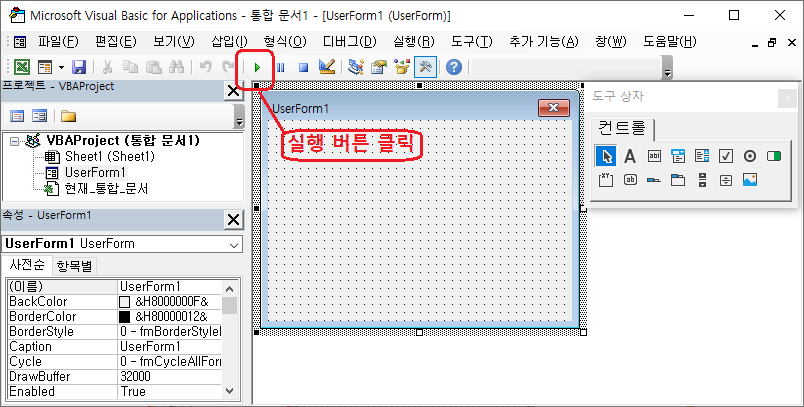 Microsoft Visual Basic for Applications - 통합 문서1 - [UserForm1 (UserForm)]
파일(F) 편집(E) 보기(V) 삽입(I) 형식(O) 디버그(D) 실행(R) 도구(T) 추가 기능(A) 창(W) 도움말(H)
프로젝트 - VBAProject
VBAProject (통합 문서1)
Sheet1 (Sheet1)
UserForm1
현재_통합_문서
속성 - UserForm1
UserForm1 UserForm
사전순 항목별
(이름) UserForm1
BackColor &H8000000F&
BorderColor &H80000012&
BorderStyle 0 - fmBorderStyle
Caption UserForm1
Cycle 0 - fmCycleAllFor
DrawBuffer 32000
Enabled True
UserForm1
실행 버튼 클릭
도구 상자
컨트롤
A
abl
XY
ab